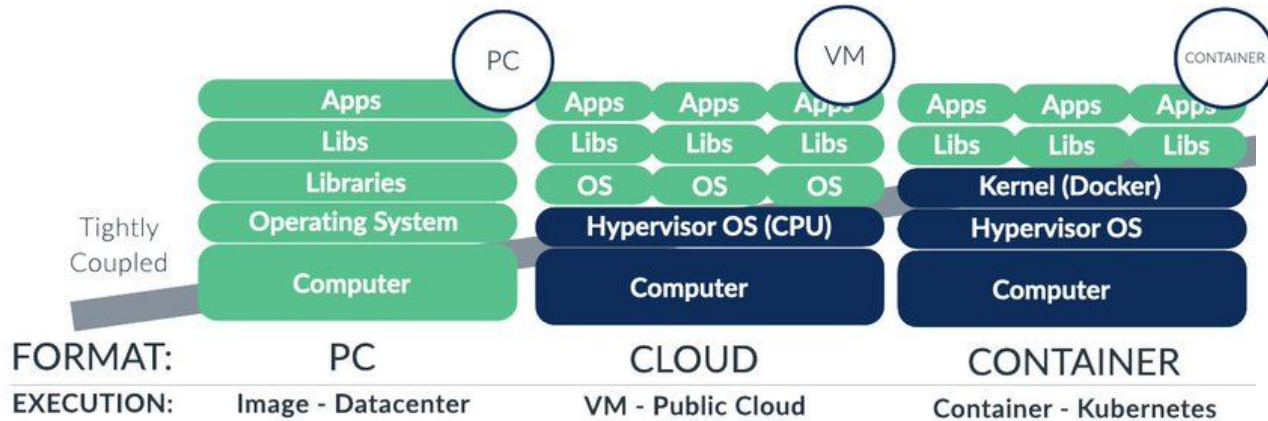 PC
VM
CONTAINER
Apps
Libs
Libraries
Operating System
Computer
Apps Apps Apps
Libs Libs Libs
OS OS OS
Hypervisor OS (CPU)
Computer
Apps Apps Apps
Libs Libs Libs
Kernel (Docker)
Hypervisor OS
Computer
Tightly
Coupled
FORMAT: PC CLOUD CONTAINER
EXECUTION: Image - Datacenter VM - Public Cloud Container - Kubernetes